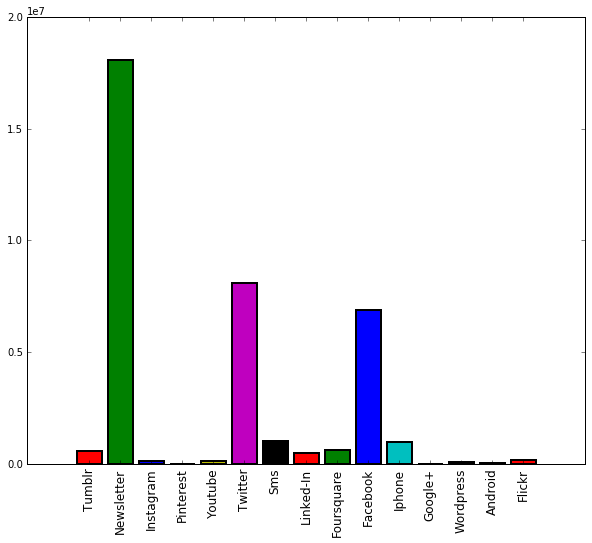 1e7
2.0
1.5
1.0
0.5
0.0
Tumblr
Newsletter
Instagram
Pinterest
Youtube
Twitter
Sms
Linked-In
Foursquare
Facebook
Iphone
Google+
Wordpress
Android
Flickr